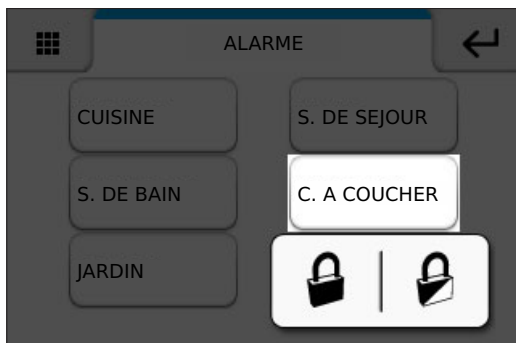 ALARME
CUISINE
S. DE SEJOUR
S. DE BAIN
C. A COUCHER
JARDIN